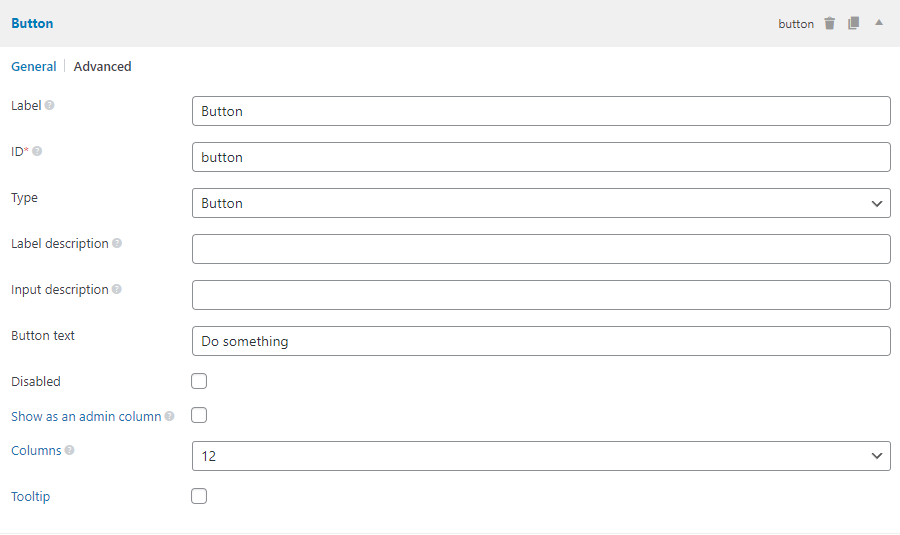 Button button
General Advanced
Label Button
ID* button
Type Button
Label description
Input description
Button text Do something
Disabled
Show as an admin column
Columns 12
Tooltip